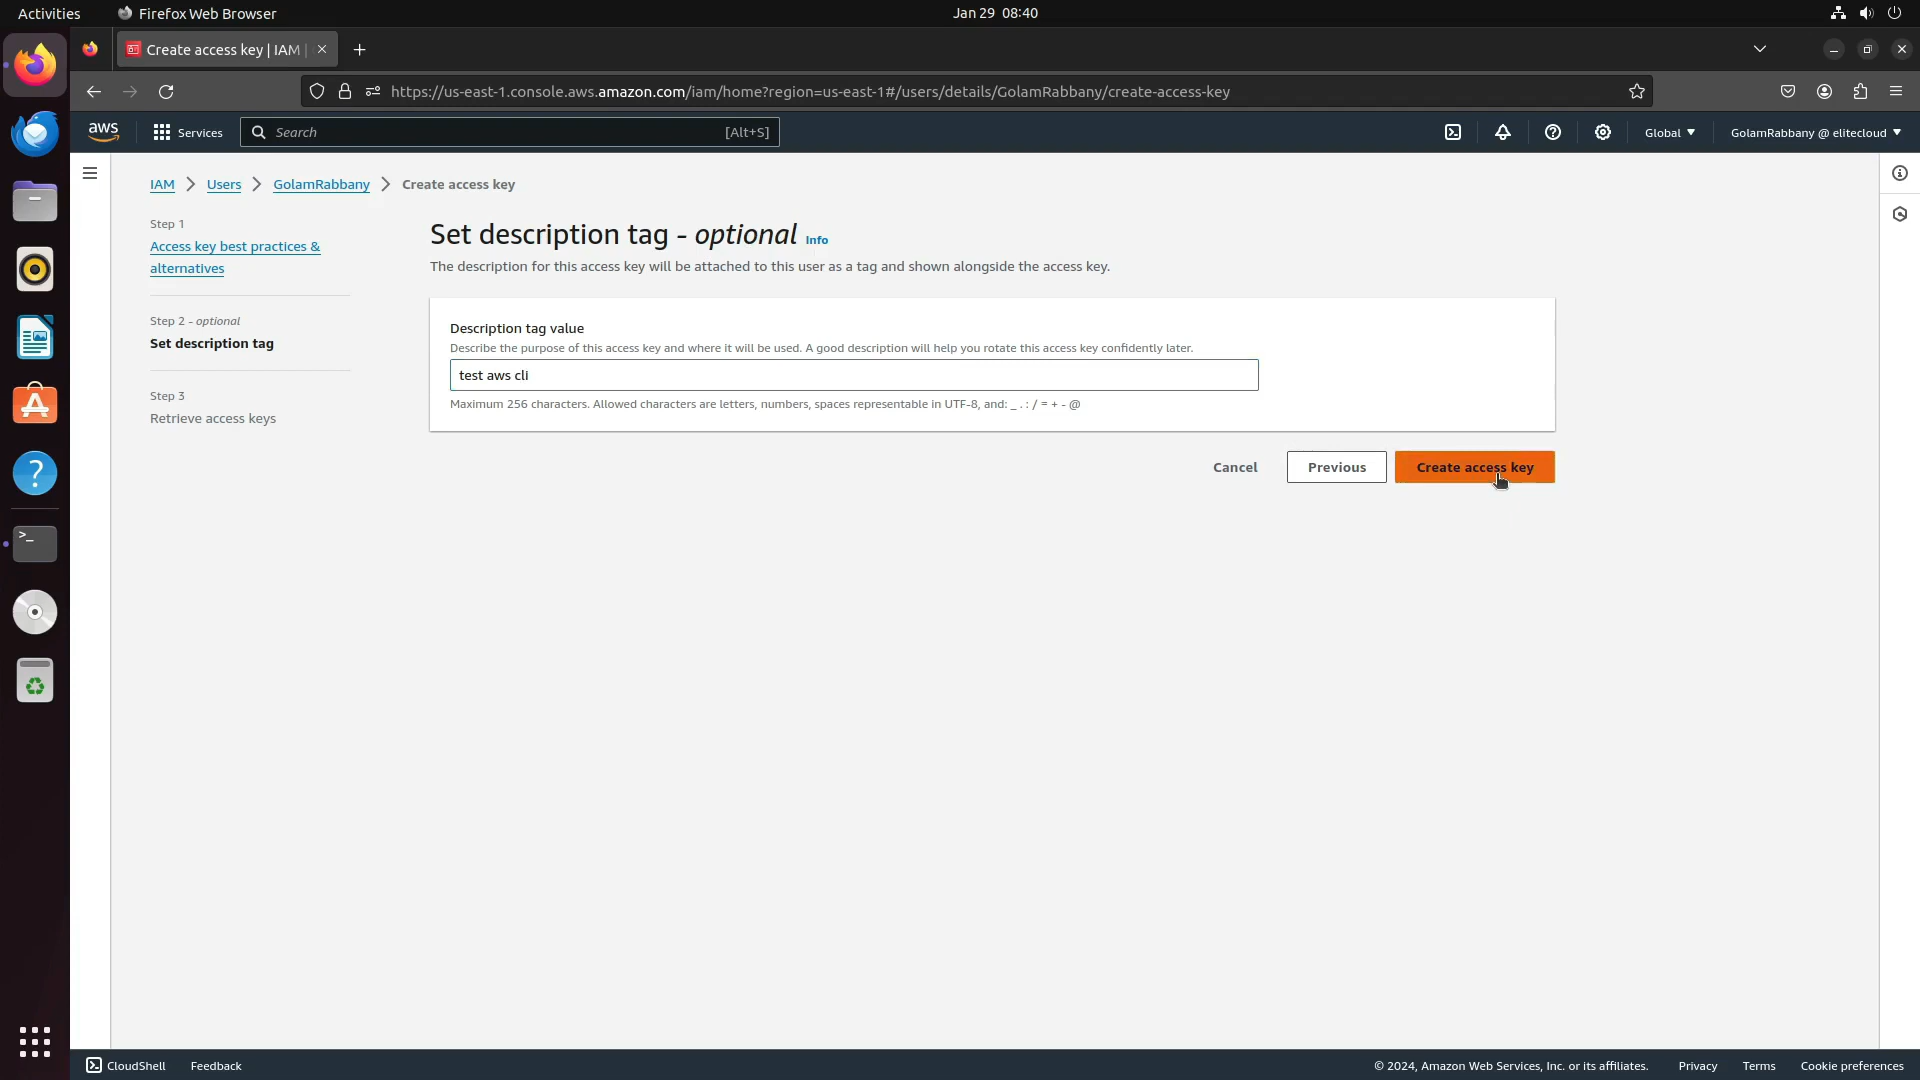 Activities
Firefox Web Browser
Jan 29 08:40
Create access key | IAM |
https://us-east-1.console.aws.amazon.com/iam/home?region=us-east-1#/users/details/GolamRabbany/create-access-key
aws
Services
Search
[Alt+S]
Global
GolamRabbany @ elitecloud
IAM
Users
GolamRabbany
Create access key
Step 1
Access key best practices &
alternatives
Step 2 - optional
Set description tag
Step 3
Retrieve access keys
Set description tag - optional Info
The description for this access key will be attached to this user as a tag and shown alongside the access key.
Description tag value
Describe the purpose of this access key and where it will be used. A good description will help you rotate this access key confidently later.
test aws cli
Maximum 256 characters. Allowed characters are letters, numbers, spaces representable in UTF-8, and: _ . : / = + - @
Cancel
Previous
Create access key
CloudShell
Feedback
© 2024, Amazon Web Services, Inc. or its affiliates.
Privacy
Terms
Cookie preferences